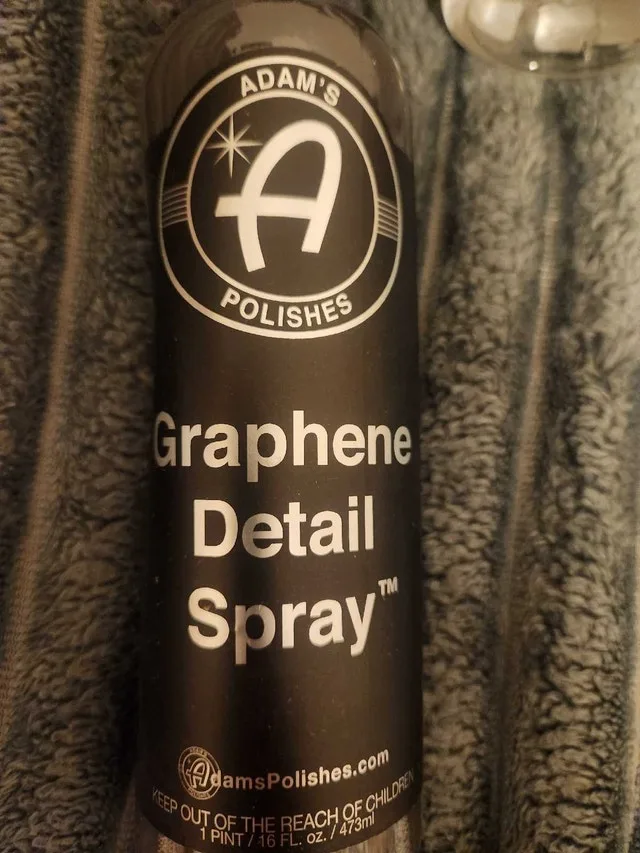 ADAM'S
A
POLISHES
Graphene
Detail
Spray™
AdamsPolishes.com
KEEP OUT OF THE REACH OF CHILDREN
1 PINT / 16 FL. oz. / 473ml